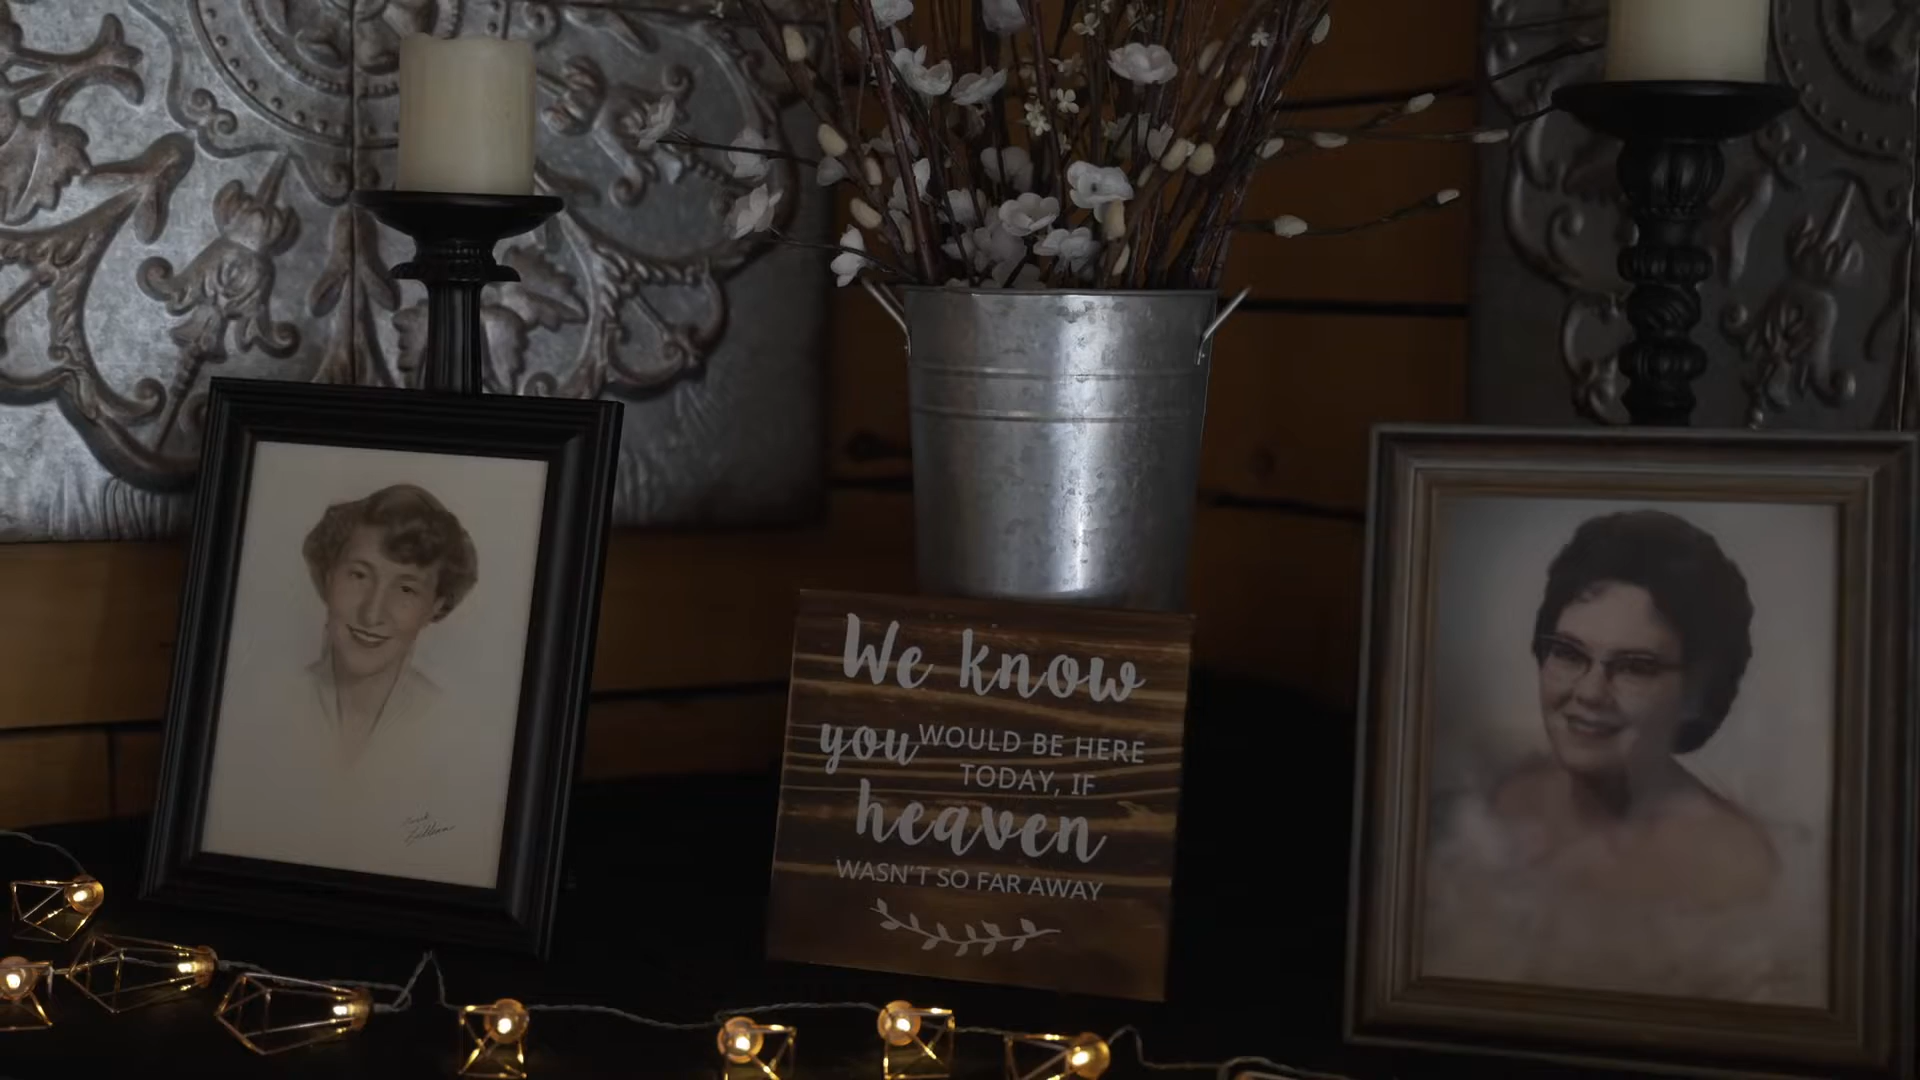 We know
you WOULD BE HERE
TODAY, IF
heaven
WASN'T SO FAR AWAY